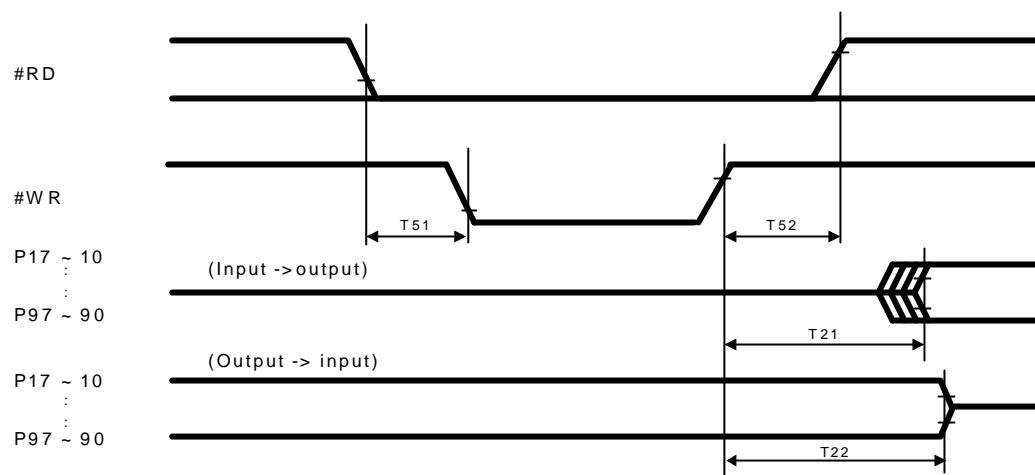 #RD
#WR
T51
T52
P17 ~ 10
:
:
P97 ~ 90
(Input ->output)
T21
(Output -> input)
P17 ~ 10
:
:
P97 ~ 90
T22